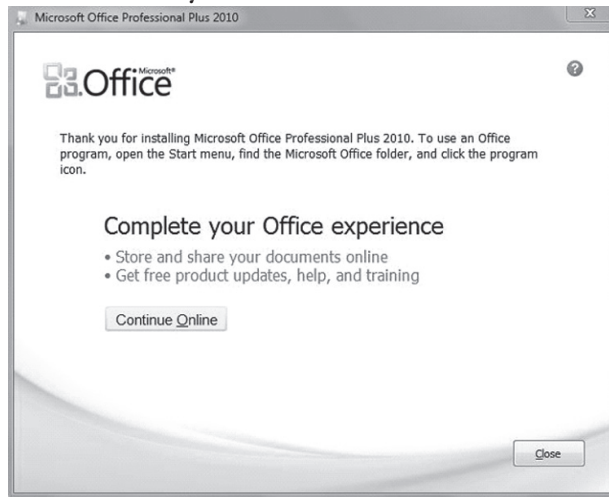 Microsoft Office Professional Plus 2010
Microsoft®
Office
Thank you for installing Microsoft Office Professional Plus 2010. To use an Office
program, open the Start menu, find the Microsoft Office folder, and click the program
icon.
Complete your Office experience
• Store and share your documents online
• Get free product updates, help, and training
Continue Online
Close